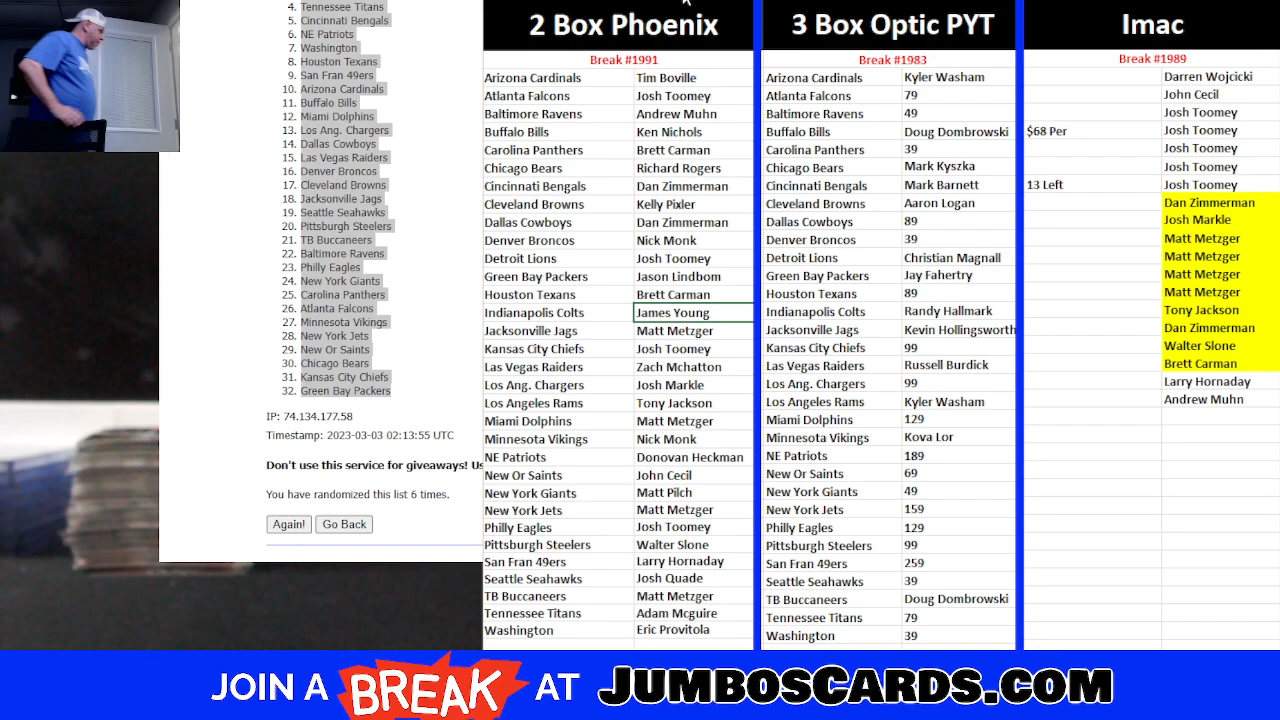 4. Tennessee Titans
5. Cincinnati Bengals
6. NE Patriots
7. Washington
8. Houston Texans
9. San Fran 49ers
10. Arizona Cardinals
11. Buffalo Bills
12. Miami Dolphins
13. Los Ang. Chargers
14. Dallas Cowboys
15. Las Vegas Raiders
16. Denver Broncos
17. Cleveland Browns
18. Jacksonville Jags
19. Seattle Seahawks
20. Pittsburgh Steelers
21. TB Buccaneers
22. Baltimore Ravens
23. Philly Eagles
24. New York Giants
25. Carolina Panthers
26. Atlanta Falcons
27. Minnesota Vikings
28. New York Jets
29. New Or Saints
30. Chicago Bears
31. Kansas City Chiefs
32. Green Bay Packers
IP: 74.134.177.58
Timestamp: 2023-03-03 02:13:55 UTC
Don't use this service for giveaways! Us
You have randomized this list 6 times.
Again! Go Back
2 Box Phoenix
Break #1991
Arizona Cardinals Tim Boville
Atlanta Falcons Josh Toomey
Baltimore Ravens Andrew Muhn
Buffalo Bills Ken Nichols
Carolina Panthers Brett Carman
Chicago Bears Richard Rogers
Cincinnati Bengals Dan Zimmerman
Cleveland Browns Kelly Pixler
Dallas Cowboys Dan Zimmerman
Denver Broncos Nick Monk
Detroit Lions Josh Toomey
Green Bay Packers Jason Lindbom
Houston Texans Brett Carman
Indianapolis Colts James Young
Jacksonville Jags Matt Metzger
Kansas City Chiefs Josh Toomey
Las Vegas Raiders Zach Mchatton
Los Ang. Chargers Josh Markle
Los Angeles Rams Tony Jackson
Miami Dolphins Matt Metzger
Minnesota Vikings Nick Monk
NE Patriots Donovan Heckman
New Or Saints John Cecil
New York Giants Matt Pilch
New York Jets Matt Metzger
Philly Eagles Josh Toomey
Pittsburgh Steelers Walter Slone
San Fran 49ers Larry Hornaday
Seattle Seahawks Josh Quade
TB Buccaneers Matt Metzger
Tennessee Titans Adam Mcguire
Washington Eric Provitola
3 Box Optic PYT
Break #1983
Arizona Cardinals Kyler Washam
Atlanta Falcons 79
Baltimore Ravens 49
Buffalo Bills Doug Dombrowski
Carolina Panthers 39
Chicago Bears Mark Kyszka
Cincinnati Bengals Mark Barnett
Cleveland Browns Aaron Logan
Dallas Cowboys 89
Denver Broncos 39
Detroit Lions Christian Magnall
Green Bay Packers Jay Fahertry
Houston Texans 89
Indianapolis Colts Randy Hallmark
Jacksonville Jags Kevin Hollingsworth
Kansas City Chiefs 99
Las Vegas Raiders Russell Burdick
Los Ang. Chargers 99
Los Angeles Rams Kyler Washam
Miami Dolphins 129
Minnesota Vikings Kova Lor
NE Patriots 189
New Or Saints 69
New York Giants 49
New York Jets 159
Philly Eagles 129
Pittsburgh Steelers 99
San Fran 49ers 259
Seattle Seahawks 39
TB Buccaneers Doug Dombrowski
Tennessee Titans 79
Washington 39
Imac
Break #1989
Darren Wojcicki
John Cecil
Josh Toomey
$68 Per Josh Toomey
Josh Toomey
Josh Toomey
13 Left Josh Toomey
Dan Zimmerman
Josh Markle
Matt Metzger
Matt Metzger
Matt Metzger
Matt Metzger
Tony Jackson
Dan Zimmerman
Walter Slone
Brett Carman
Larry Hornaday
Andrew Muhn
JOIN A BREAK AT JUMBOSCARDS.COM